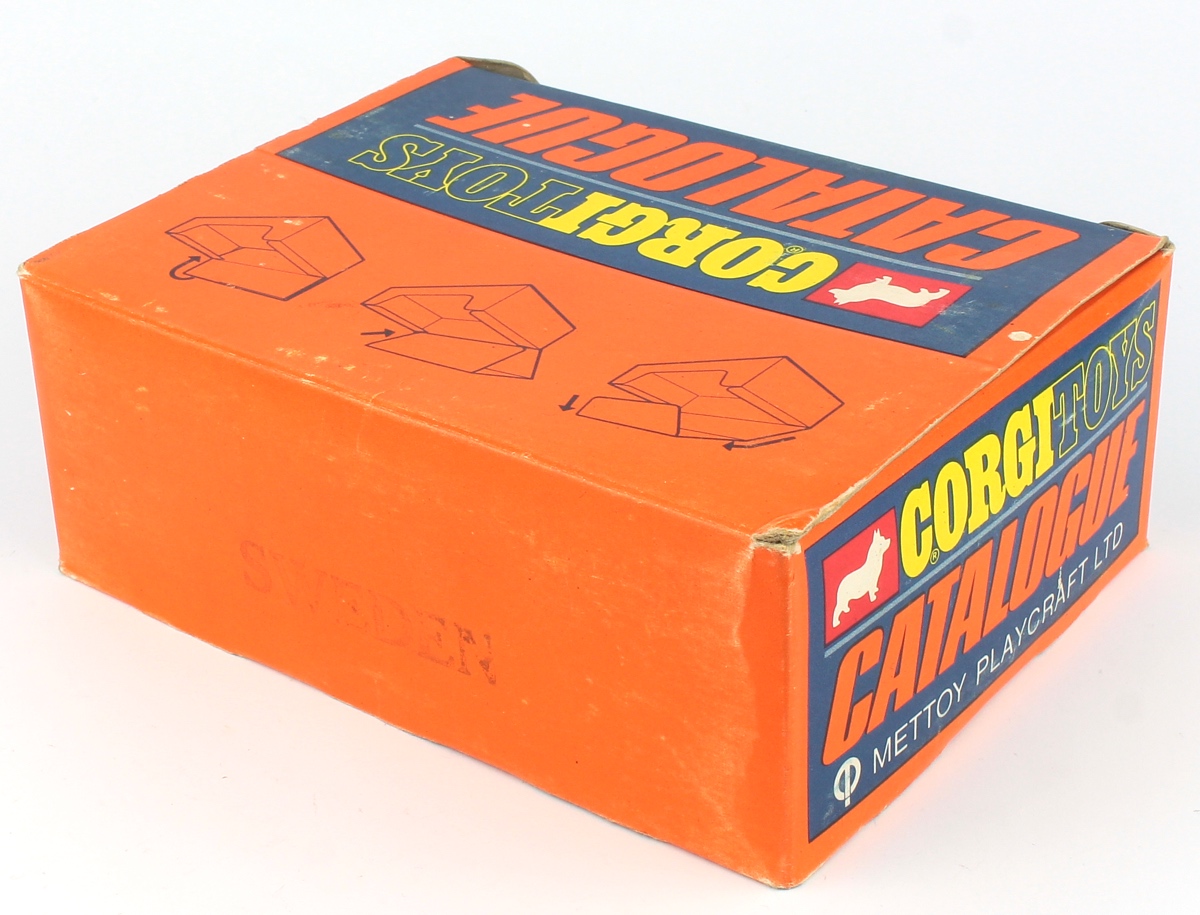 CORGI TOYS
®
CATALOGUE
CORGI TOYS
®
CATALOGUE
METTOY PLAYCRAFT LTD
SWEDEN